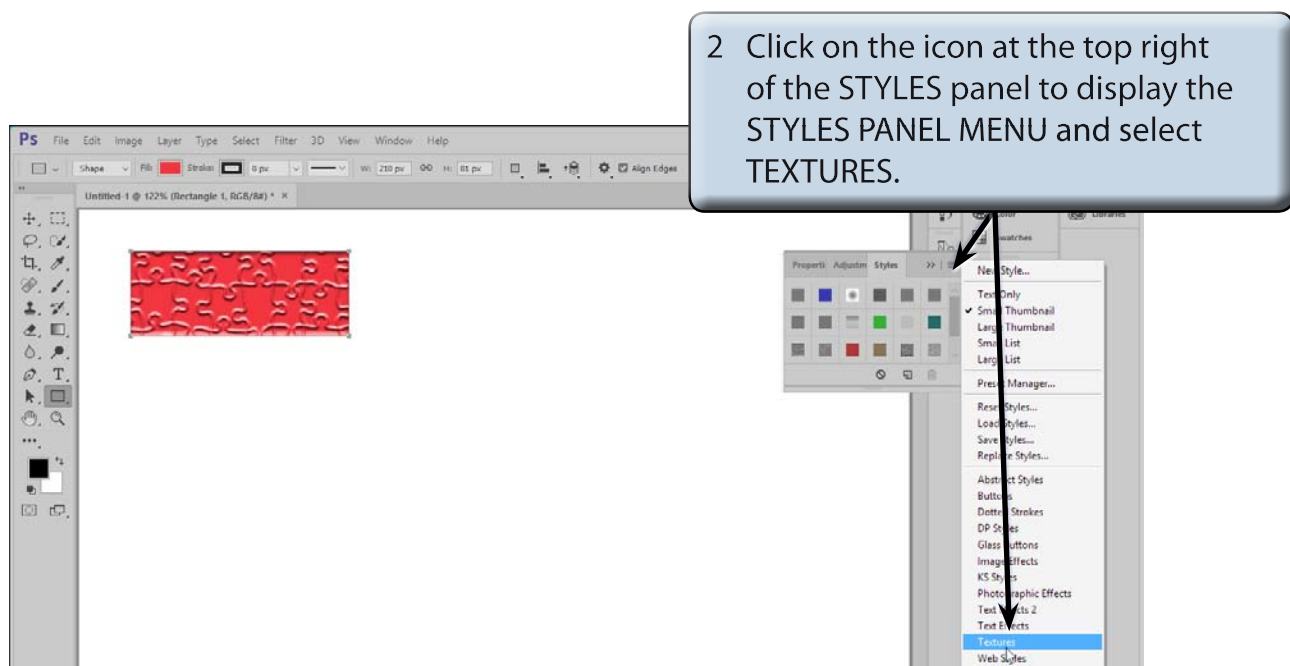 2 Click on the icon at the top right
of the STYLES panel to display the
STYLES PANEL MENU and select
TEXTURES.
Ps File Edit Image Layer Type Select Filter 3D View Window Help
Shape Fill: Stroke: 0 px W: 210 px H: 81 px Align Edges
Untitled-1 @ 122% (Rectangle 1, RGB/8#) * ×
Color Libraries
Swatches
Properti Adjustm Styles
New Style...
Text Only
Small Thumbnail
Large Thumbnail
Small List
Large List
Preset Manager...
Reset Styles...
Load Styles...
Save Styles...
Replace Styles...
Abstract Styles
Buttons
Dotted Strokes
DP Styles
Glass Buttons
Image Effects
KS Styles
Photographic Effects
Text Effects 2
Text Effects
Textures
Web Styles